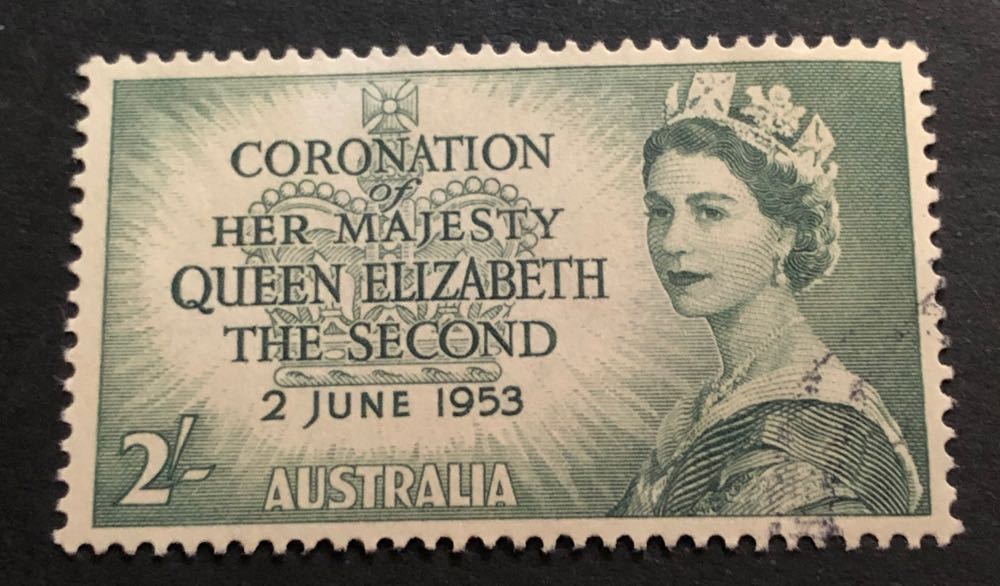 CORONATION
of
HER MAJESTY
QUEEN ELIZABETH
THE SECOND
2 JUNE 1953
2/-
AUSTRALIA